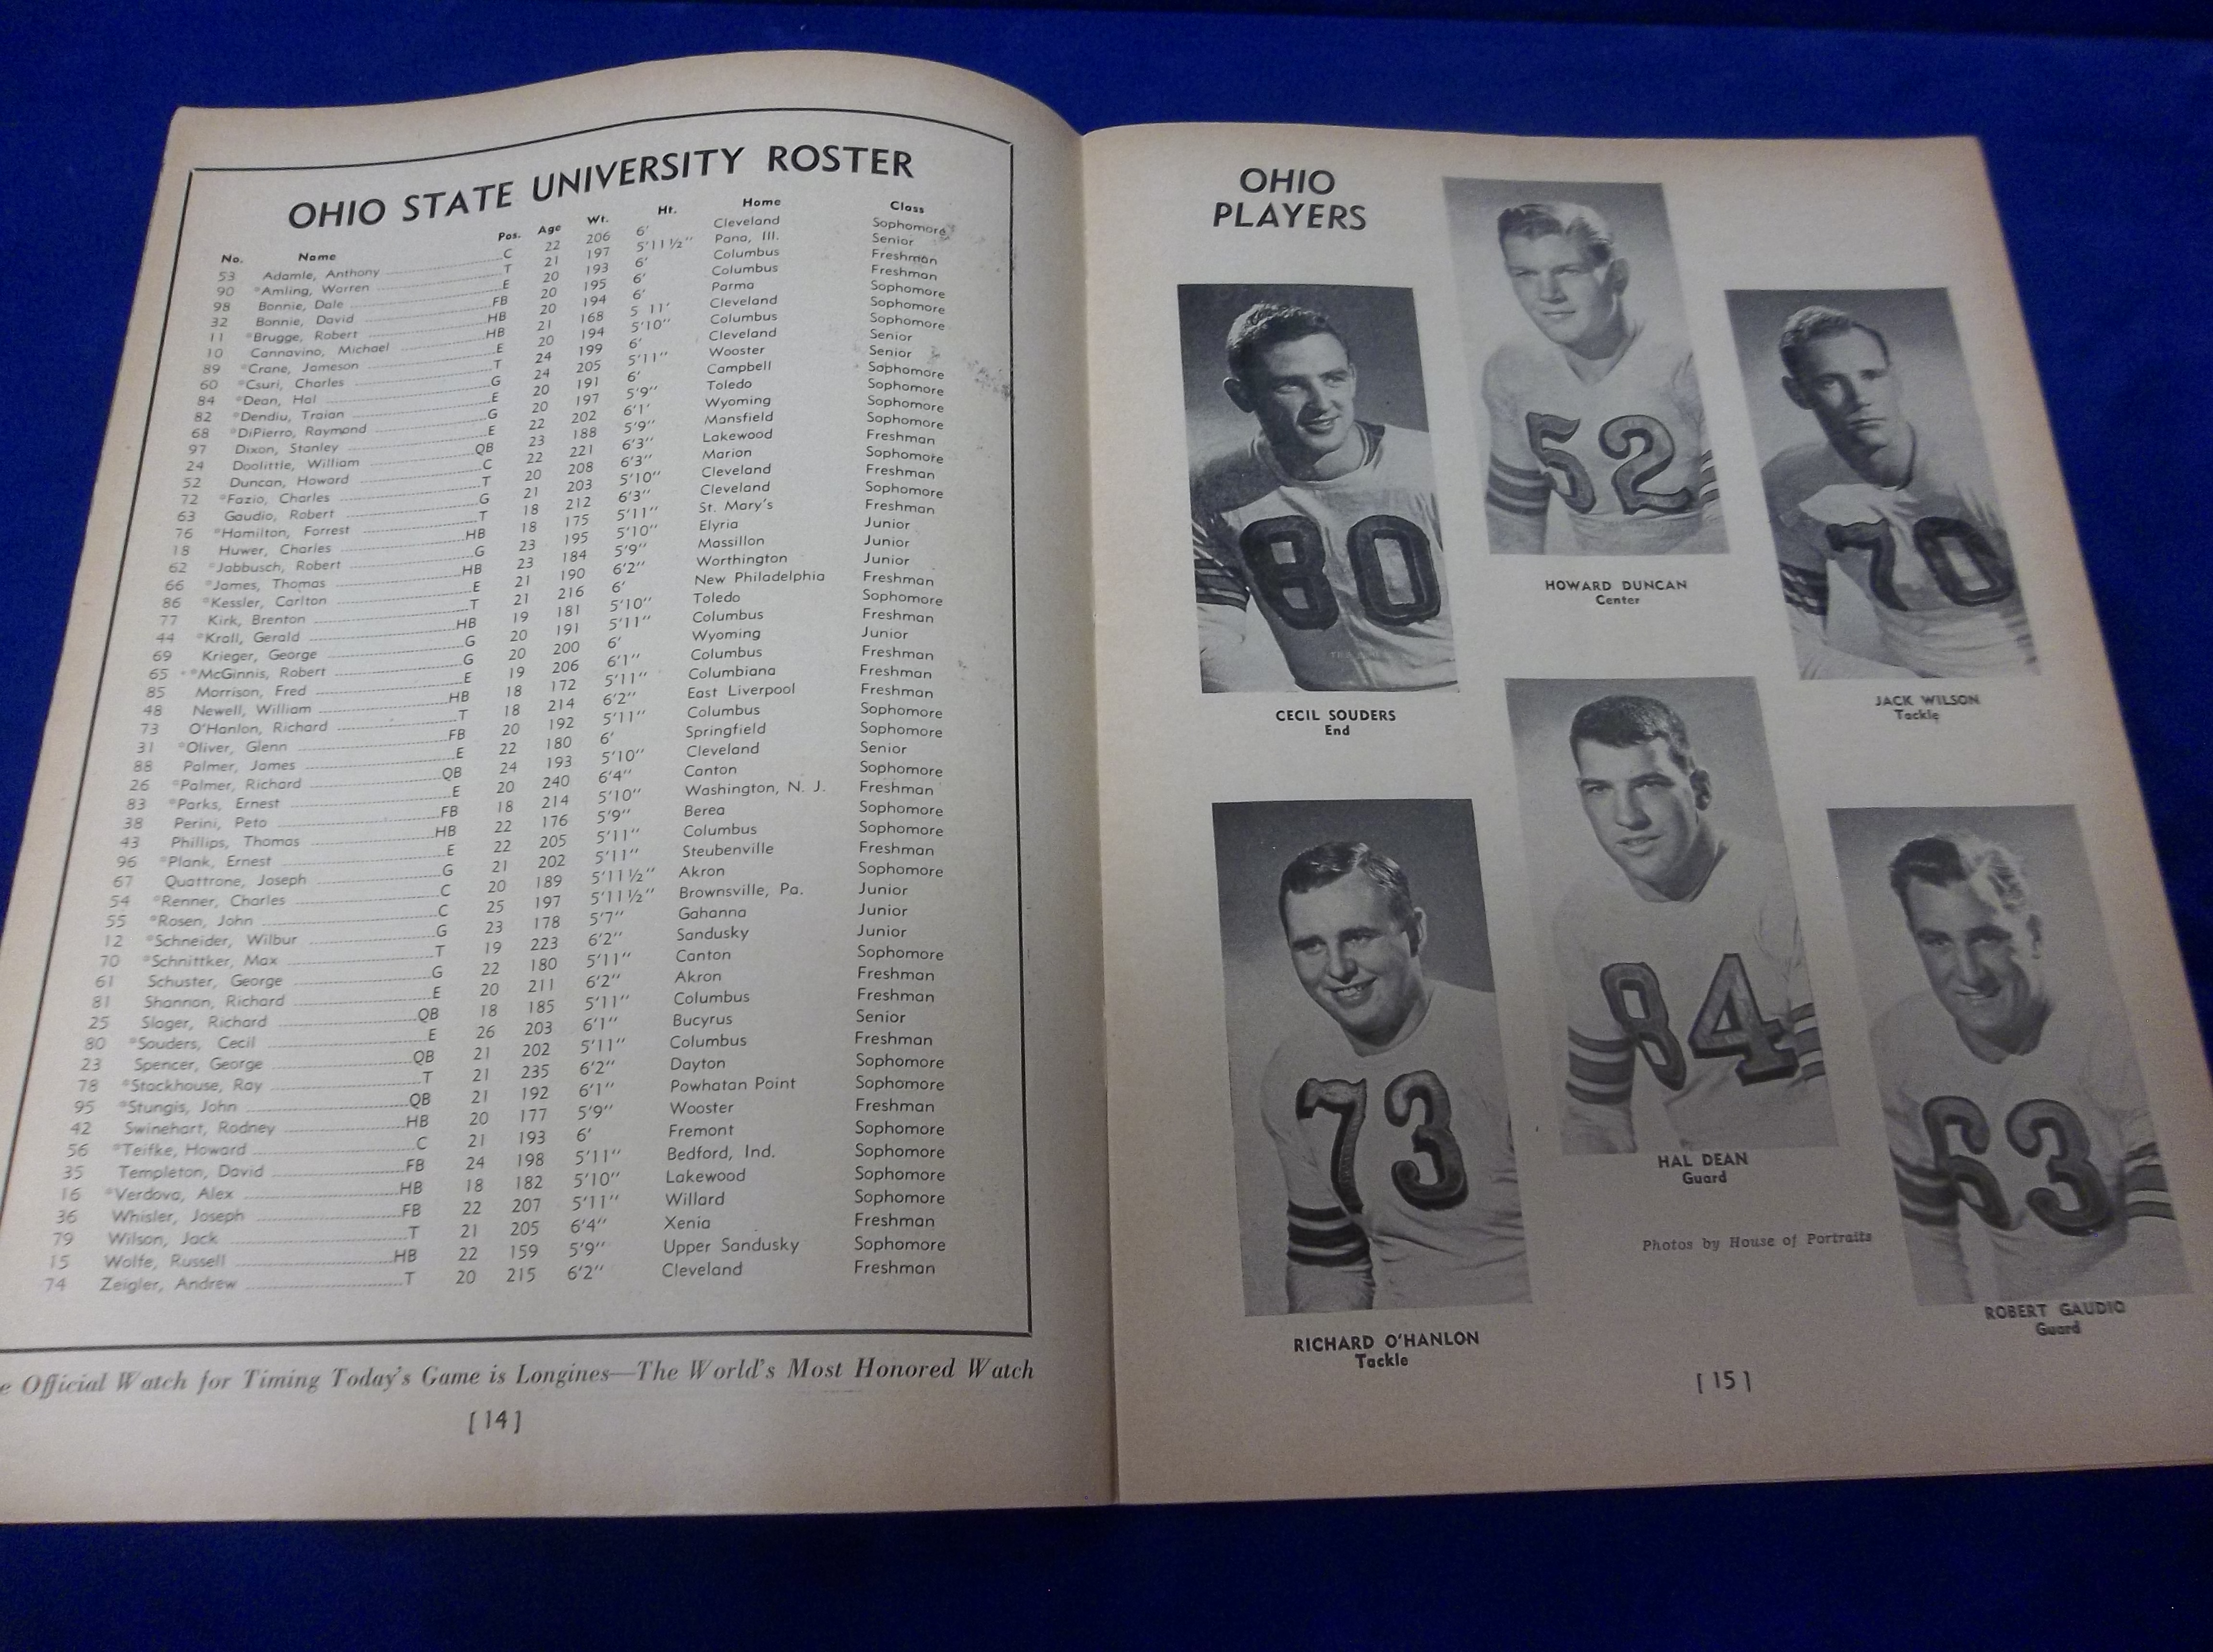 OHIO STATE UNIVERSITY ROSTER
No. Name Pos. Age Wt. Ht. Home Class
53 Adamle, Anthony C 22 206 6' Cleveland Sophomore
90 *Amling, Warren T 21 197 5'11½" Pana, Ill. Senior
98 Bonnie, Dale E 20 193 6' Columbus Freshman
32 Bonnie, David FB 20 195 6' Columbus Freshman
11 *Brugge, Robert HB 20 194 6' Parma Sophomore
10 Cannavino, Michael HB 21 168 5 11' Cleveland Sophomore
89 *Crane, Jameson E 20 194 5'10" Columbus Sophomore
60 *Csuri, Charles T 24 199 6' Cleveland Senior
84 *Dean, Hal G 24 205 5'11" Wooster Senior
82 *Dendiu, Traian E 20 191 6' Campbell Sophomore
68 *DiPierro, Raymond G 20 197 5'9" Toledo Sophomore
97 Dixon, Stanley E 22 202 6'1' Wyoming Sophomore
24 Doolittle, William QB 23 188 5'9" Mansfield Sophomore
52 Duncan, Howard C 22 221 6'3" Lakewood Freshman
72 *Fazio, Charles T 20 208 6'3" Marion Sophomore
63 Gaudio, Robert G 21 203 5'10" Cleveland Freshman
76 *Hamilton, Forrest T 18 212 6'3" Cleveland Sophomore
18 Huwer, Charles HB 18 175 5'11" St. Mary's Freshman
62 *Jabbusch, Robert G 23 195 5'10" Elyria Junior
66 *James, Thomas HB 23 184 5'9" Massillon Junior
86 *Kessler, Carlton E 21 190 6'2" Worthington Junior
77 Kirk, Brenton T 21 216 6' New Philadelphia Freshman
44 *Krall, Gerald HB 19 181 5'10" Toledo Sophomore
69 Krieger, George G 20 191 5'11" Columbus Freshman
65 **McGinnis, Robert G 20 200 6' Wyoming Junior
85 Morrison, Fred E 19 206 6'1" Columbus Freshman
48 Newell, William HB 18 172 5'11" Columbiana Freshman
73 O'Hanlon, Richard T 18 214 6'2" East Liverpool Freshman
31 *Oliver, Glenn FB 20 192 5'11" Columbus Sophomore
88 Palmer, James E 22 180 6' Springfield Sophomore
26 *Palmer, Richard QB 24 193 5'10" Cleveland Senior
83 *Parks, Ernest E 20 240 6'4" Canton Sophomore
38 Perini, Peto FB 18 214 5'10" Washington, N. J. Freshman
43 Phillips, Thomas HB 22 176 5'9" Berea Sophomore
96 *Plank, Ernest E 22 205 5'11" Columbus Sophomore
67 Quattrone, Joseph G 21 202 5'11" Steubenville Freshman
54 *Renner, Charles C 20 189 5'11½" Akron Sophomore
55 *Rosen, John C 25 197 5'11½" Brownsville, Pa. Junior
12 *Schneider, Wilbur G 23 178 5'7" Gahanna Junior
70 *Schnittker, Max T 19 223 6'2" Sandusky Junior
61 Schuster, George G 22 180 5'11" Canton Sophomore
81 Shannon, Richard E 20 211 6'2" Akron Freshman
25 Slager, Richard QB 18 185 5'11" Columbus Freshman
80 *Souders, Cecil E 26 203 6'1" Bucyrus Senior
23 Spencer, George QB 21 202 5'11" Columbus Freshman
78 *Stackhouse, Ray T 21 235 6'2" Dayton Sophomore
95 *Stungis, John QB 21 192 6'1" Powhatan Point Sophomore
42 Swinehart, Rodney HB 20 177 5'9" Wooster Freshman
56 *Teifke, Howard C 21 193 6' Fremont Sophomore
35 Templeton, David FB 24 198 5'11" Bedford, Ind. Sophomore
16 *Verdova, Alex HB 18 182 5'10" Lakewood Sophomore
36 Whisler, Joseph FB 22 207 5'11" Willard Sophomore
79 Wilson, Jack T 21 205 6'4" Xenia Freshman
15 Wolfe, Russell HB 22 159 5'9" Upper Sandusky Sophomore
74 Zeigler, Andrew T 20 215 6'2" Cleveland Freshman
e Official Watch for Timing Today's Game is Longines—The World's Most Honored Watch
[ 14 ]
OHIO
PLAYERS
80
CECIL SOUDERS
End
52
HOWARD DUNCAN
Center
70
JACK WILSON
Tackle
73
RICHARD O'HANLON
Tackle
84
HAL DEAN
Guard
63
ROBERT GAUDIO
Guard
Photos by House of Portraits
[ 15 ]